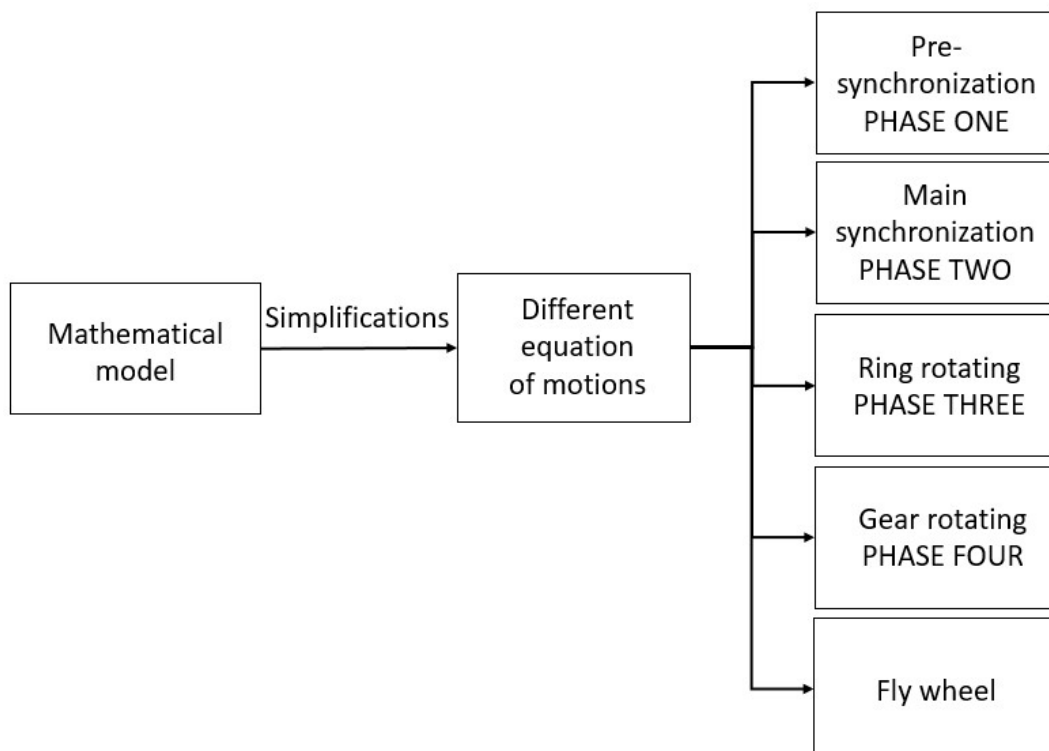 Pre-
synchronization
PHASE ONE
Main
synchronization
PHASE TWO
Mathematical
model
Simplifications
Different
equation
of motions
Ring rotating
PHASE THREE
Gear rotating
PHASE FOUR
Fly wheel